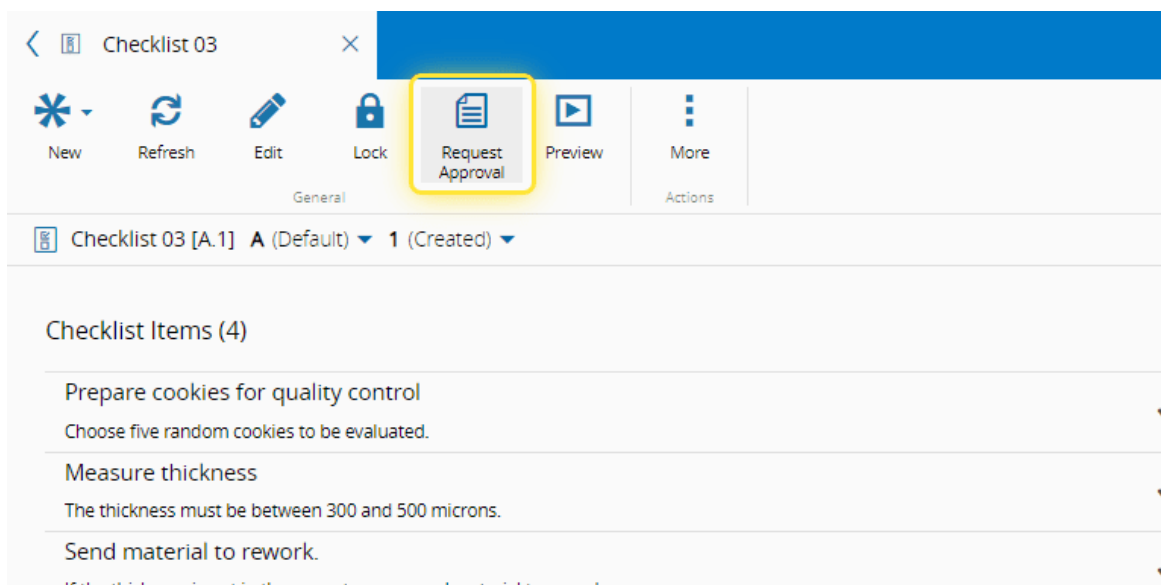 Checklist 03
New Refresh Edit Lock Request Approval Preview More
General Actions
Checklist 03 [A.1] A (Default) 1 (Created)
Checklist Items (4)
Prepare cookies for quality control
Choose five random cookies to be evaluated.
Measure thickness
The thickness must be between 300 and 500 microns.
Send material to rework.